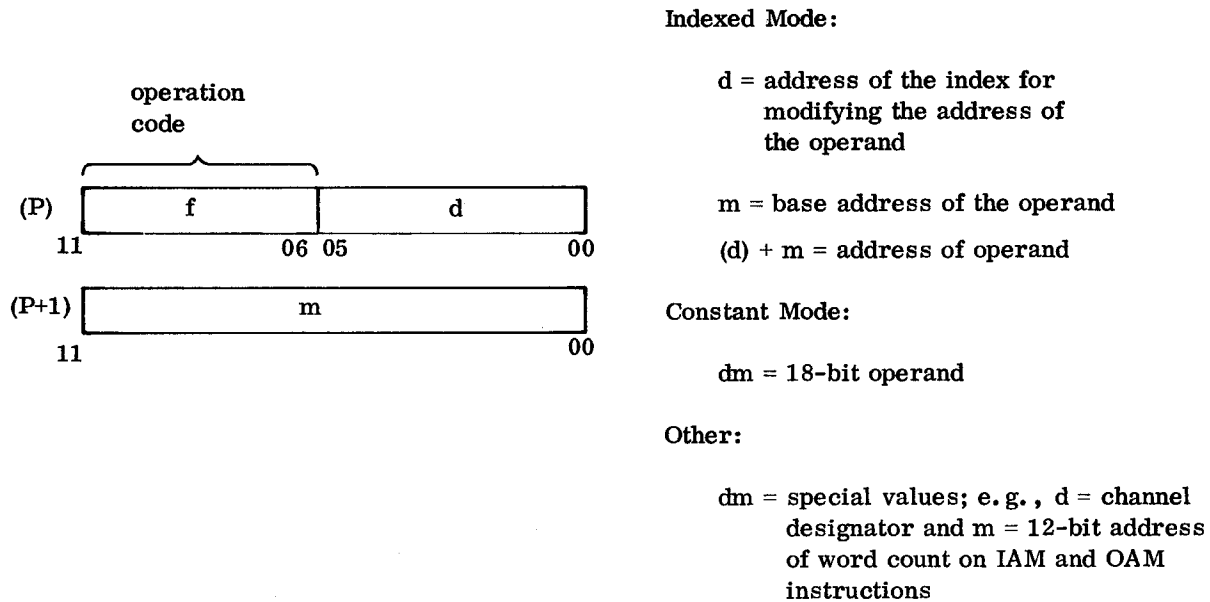 operation
code
(P) f d
11 06 05 00
(P+1) m
11 00
Indexed Mode:
d = address of the index for
modifying the address of
the operand
m = base address of the operand
(d) + m = address of operand
Constant Mode:
dm = 18-bit operand
Other:
dm = special values; e.g., d = channel
designator and m = 12-bit address
of word count on IAM and OAM
instructions